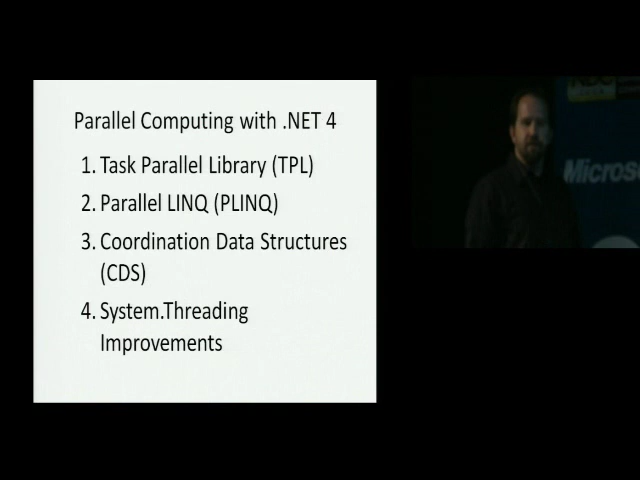 Parallel Computing with .NET 4
1. Task Parallel Library (TPL)
2. Parallel LINQ (PLINQ)
3. Coordination Data Structures
(CDS)
4. System.Threading
Improvements